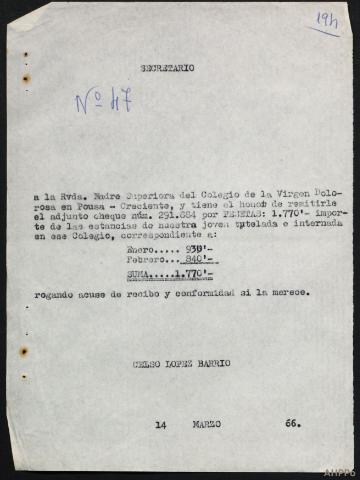 194
SECRETARIO
Nº 47
a la Rvda. Madre Superiora del Colegio de la Virgen Dolo-
rosa en Pousa - Creciente, y tiene el honor de remitirle
el adjunto cheque núm. 291.684 por PESETAS: 1.770'- impor-
te de las estancias de nuestra joven tutelada e internada
en ese Colegio, correspondiente a:
Enero..... 930'-
Febrero... 840'-
SUMA.....1.770'-
rogando acuse de recibo y conformidad si la merece.
CELSO LOPEZ BARRIO
14 MARZO 66.
AHPPO